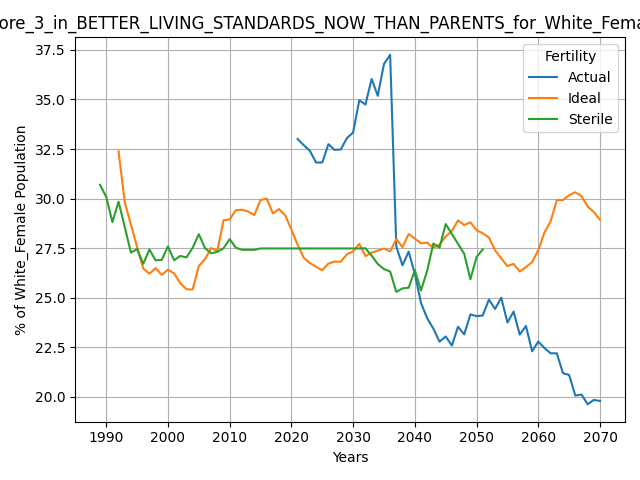 ore_3_in_BETTER_LIVING_STANDARDS_NOW_THAN_PARENTS_for_White_Fema
Fertility
Actual
Ideal
Sterile
% of White_Female Population
37.5
35.0
32.5
30.0
27.5
25.0
22.5
20.0
1990 2000 2010 2020 2030 2040 2050 2060 2070
Years